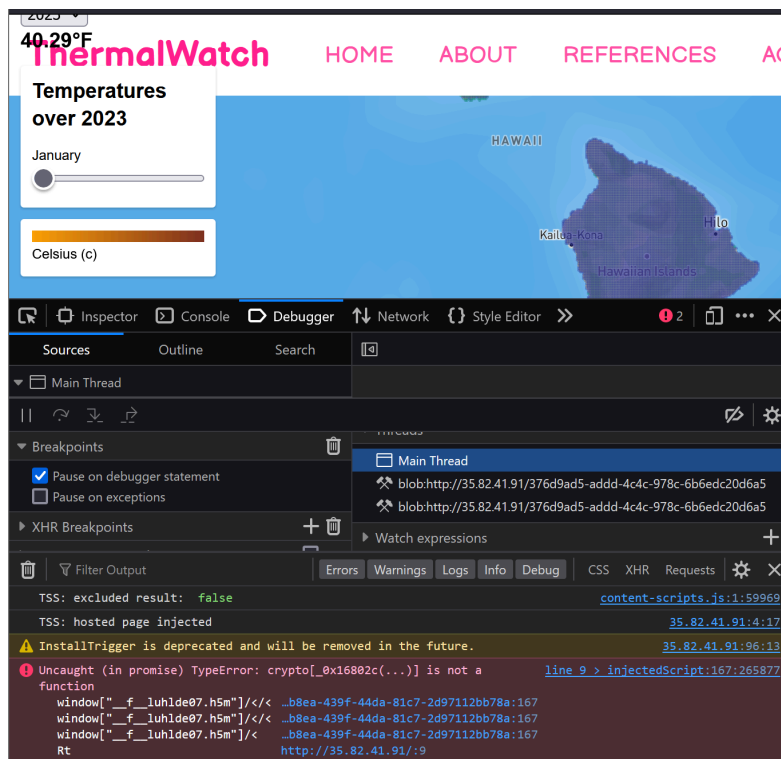 2023
40.29°F
ThermalWatch HOME ABOUT REFERENCES
Temperatures
over 2023
January
Celsius (c)
HAWAII
Kailua-Kona
Hilo
Hawaiian Islands
Inspector Console Debugger Network {} Style Editor 2
Sources Outline Search
Main Thread
Breakpoints
Pause on debugger statement
Pause on exceptions
XHR Breakpoints
Threads
Main Thread
blob:http://35.82.41.91/376d9ad5-addd-4c4c-978c-6b6edc20d6a5
blob:http://35.82.41.91/376d9ad5-addd-4c4c-978c-6b6edc20d6a5
Watch expressions
Filter Output Errors Warnings Logs Info Debug CSS XHR Requests
TSS: excluded result: false content-scripts.js:1:59969
TSS: hosted page injected 35.82.41.91:4:17
InstallTrigger is deprecated and will be removed in the future. 35.82.41.91:96:13
Uncaught (in promise) TypeError: crypto[_0x16802c(...)] is not a line 9 > injectedScript:167:265877
function
window["__f__luhlde07.h5m"]/</< …b8ea-439f-44da-81c7-2d97112bb78a:167
window["__f__luhlde07.h5m"]/</< …b8ea-439f-44da-81c7-2d97112bb78a:167
window["__f__luhlde07.h5m"]/< …b8ea-439f-44da-81c7-2d97112bb78a:167
Rt http://35.82.41.91/:9